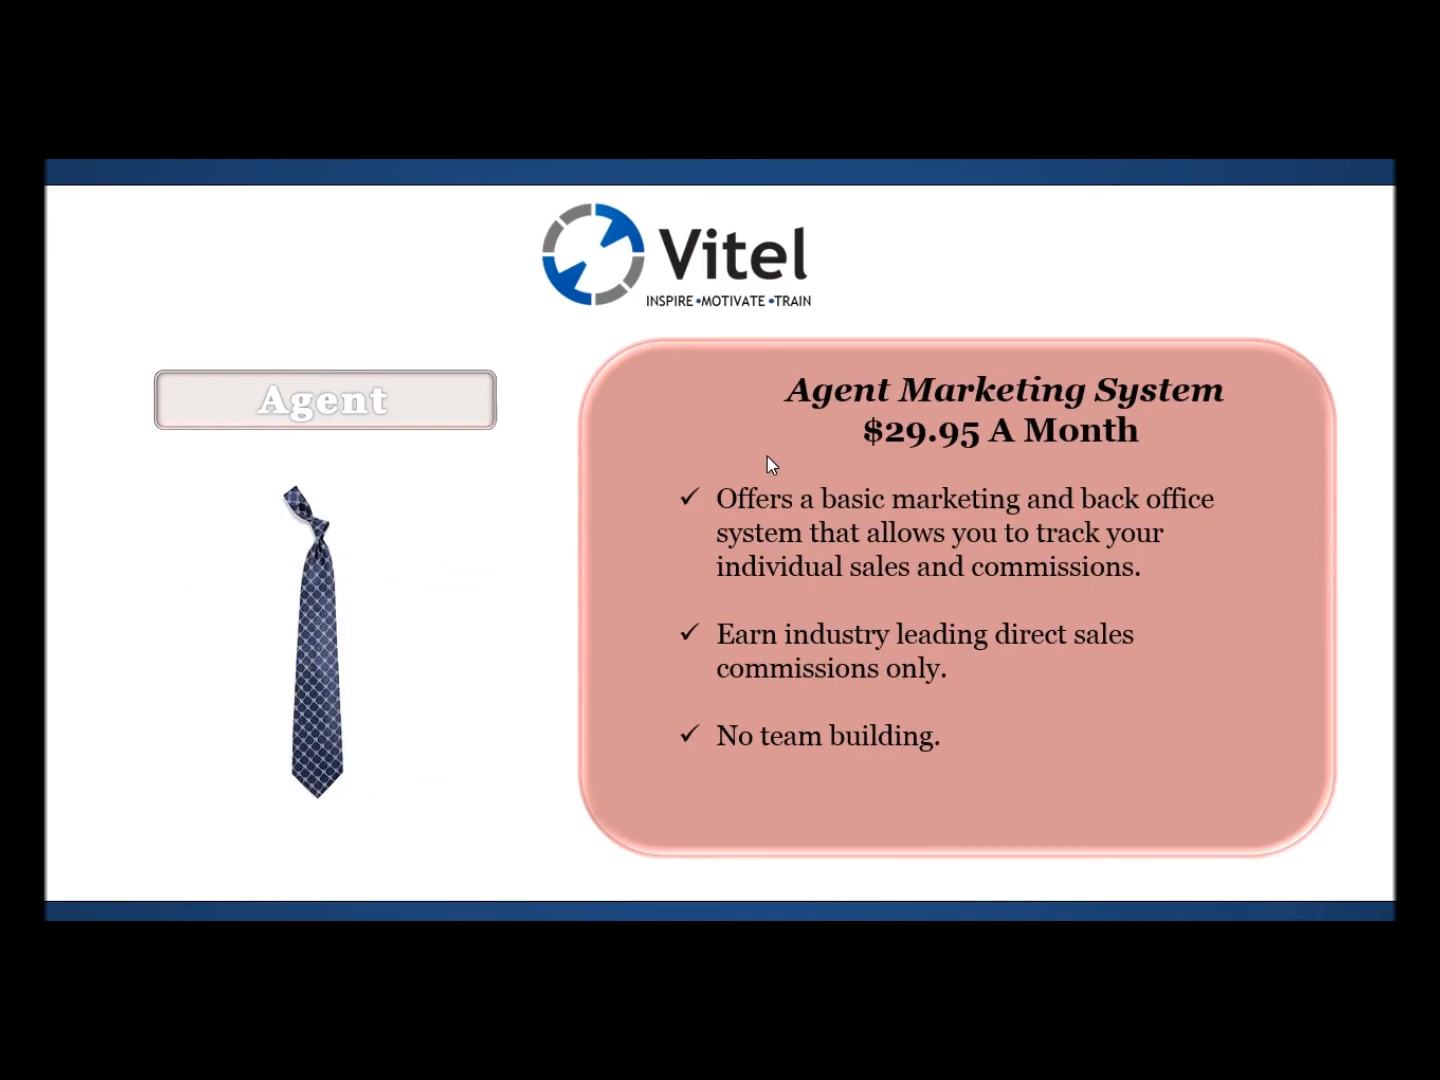 Vitel
INSPIRE •MOTIVATE •TRAIN
Agent
Agent Marketing System
$29.95 A Month
✓ Offers a basic marketing and back office
system that allows you to track your
individual sales and commissions.
✓ Earn industry leading direct sales
commissions only.
✓ No team building.